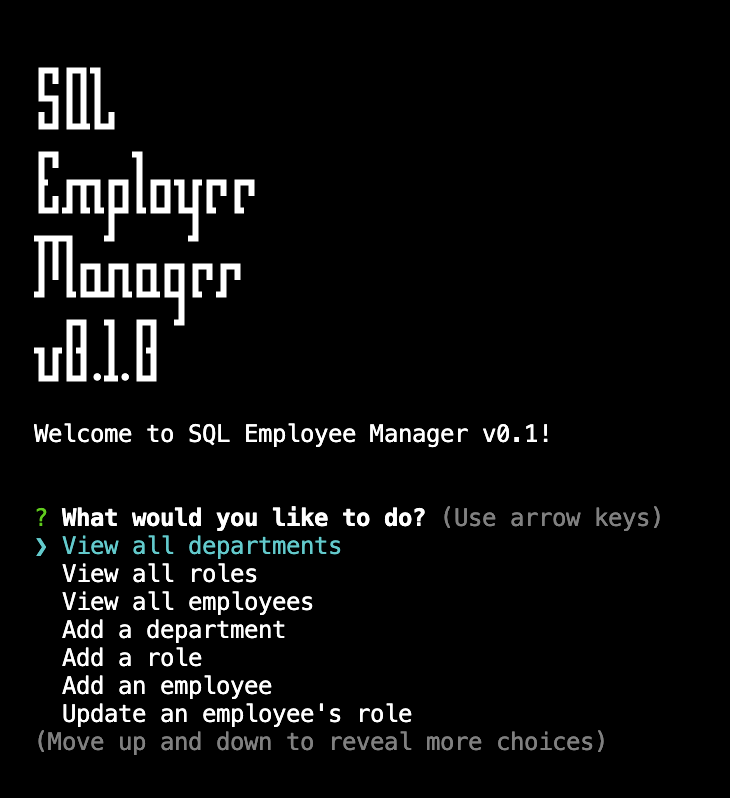 SQL
Employee
Manager
v0.1.0
Welcome to SQL Employee Manager v0.1!
? What would you like to do? (Use arrow keys)
❯ View all departments
View all roles
View all employees
Add a department
Add a role
Add an employee
Update an employee's role
(Move up and down to reveal more choices)